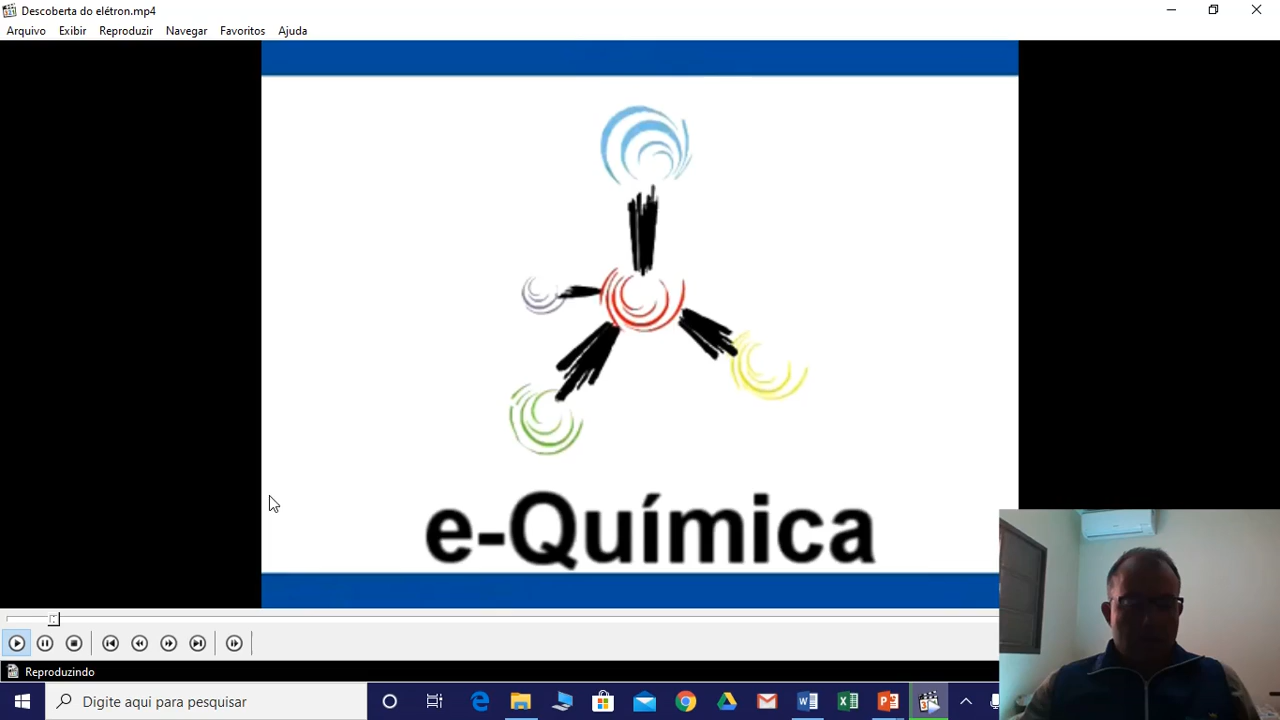 Descoberta do elétron.mp4
Arquivo Exibir Reproduzir Navegar Favoritos Ajuda
e-Química
Reproduzindo
Digite aqui para pesquisar